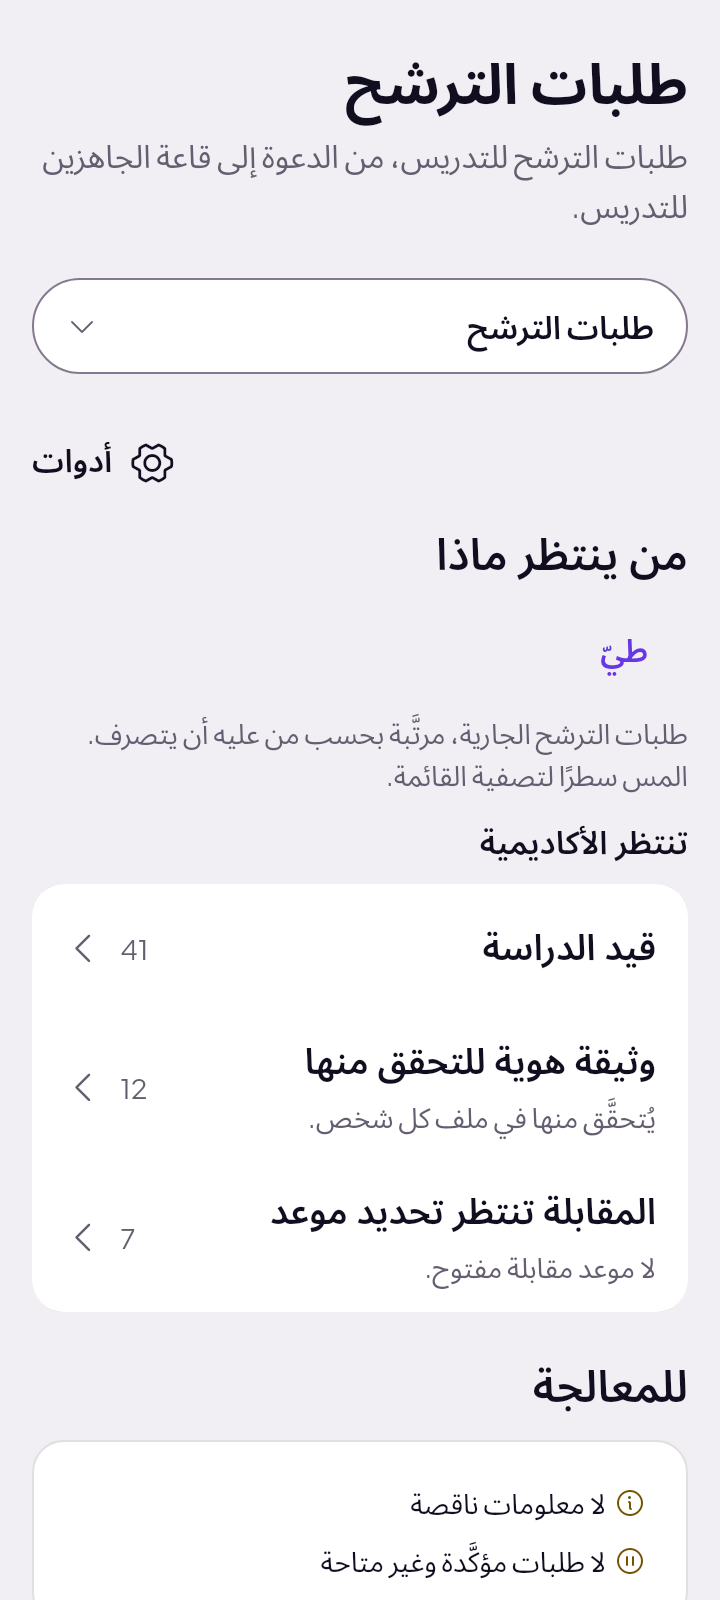 طلبات الترشح
طلبات الترشح للتدريس، من الدعوة إلى قاعة الجاهزين
للتدريس.
طلبات الترشح
أدوات
من ينتظر ماذا
طيّ
طلبات الترشح الجارية، مرتَّبة بحسب من عليه أن يتصرف.
المس سطرًا لتصفية القائمة.
تنتظر الأكاديمية
قيد الدراسة 41
وثيقة هوية للتحقق منها 12
يُتحقَّق منها في ملف كل شخص.
المقابلة تنتظر تحديد موعد 7
لا موعد مقابلة مفتوح.
للمعالجة
لا معلومات ناقصة
لا طلبات مؤكَّدة وغير متاحة